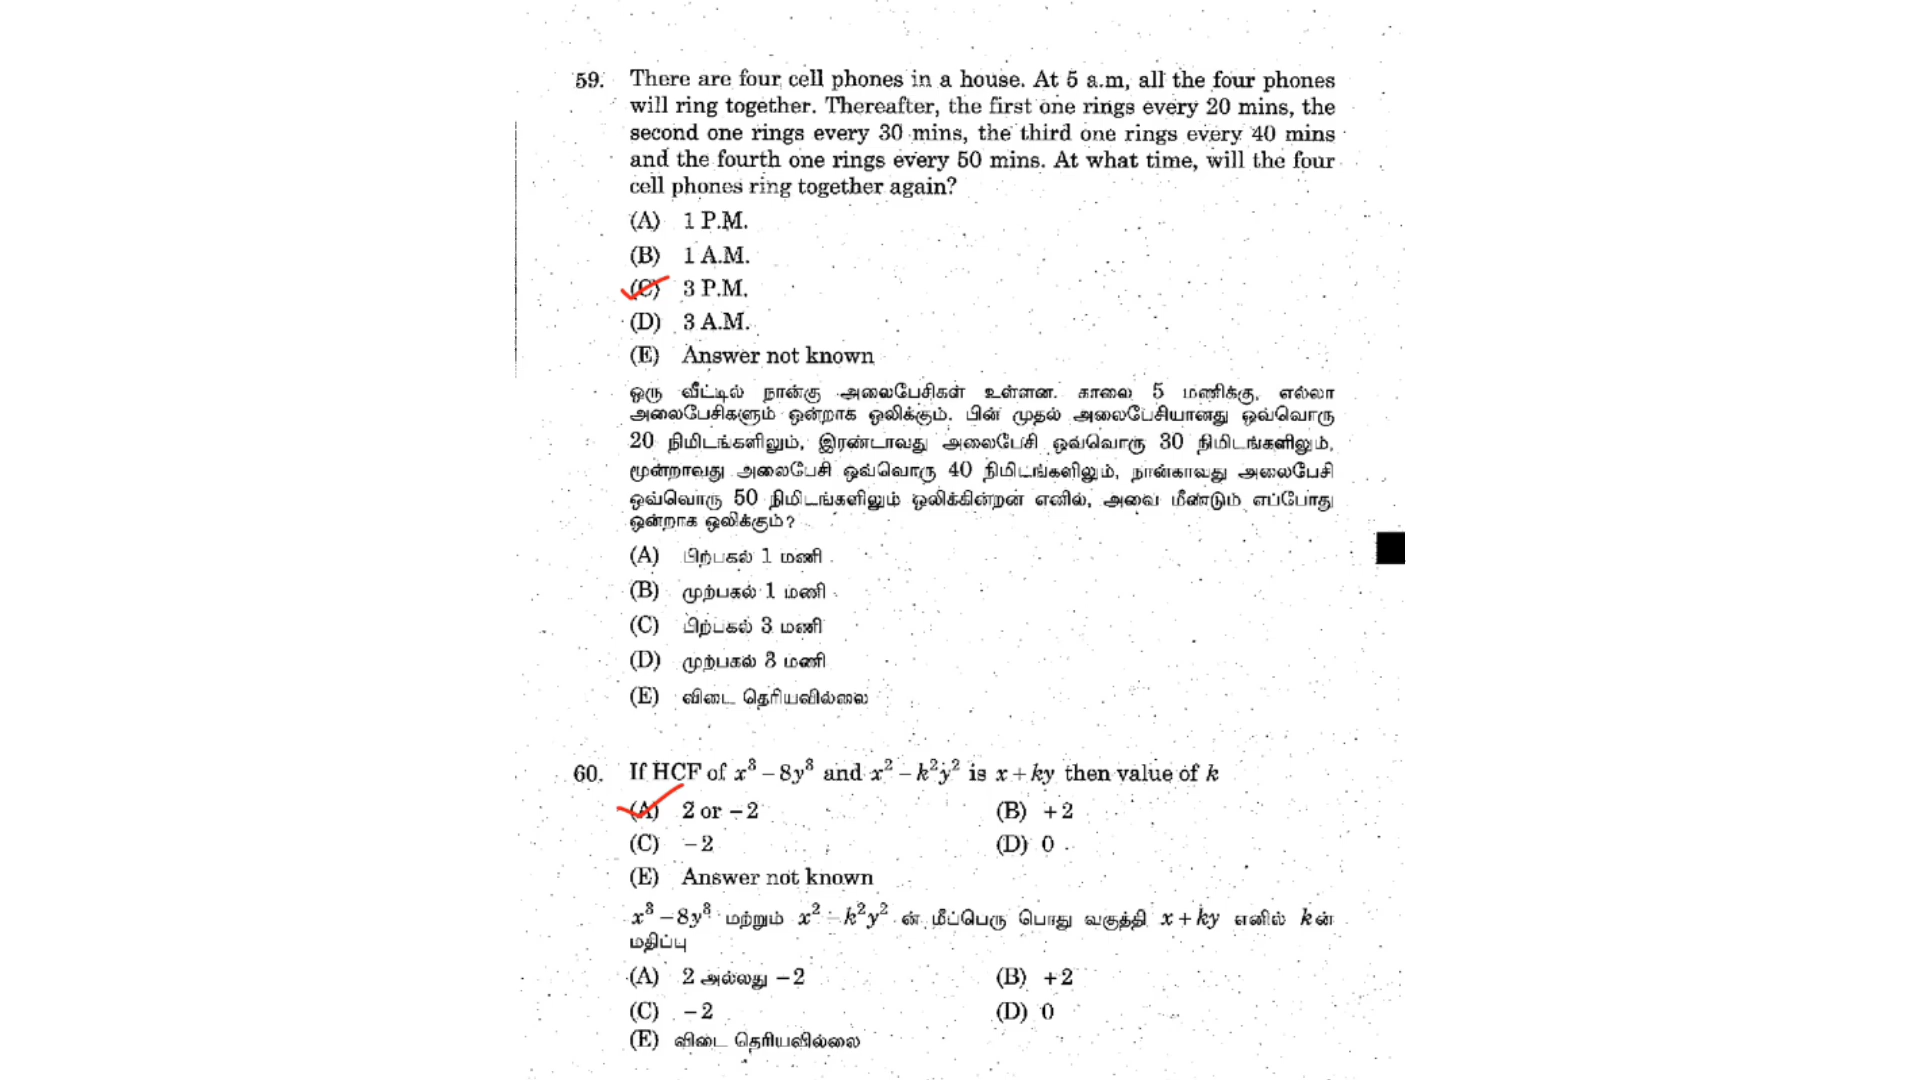 59. There are four cell phones in a house. At 5 a.m, all the four phones
will ring together. Thereafter, the first one rings every 20 mins, the
second one rings every 30 mins, the third one rings every 40 mins
and the fourth one rings every 50 mins. At what time, will the four
cell phones ring together again?
(A) 1 P.M.
(B) 1 A.M.
(C) 3 P.M.
(D) 3 A.M.
(E) Answer not known
ஒரு வீட்டில் நான்கு அலைபேசிகள் உள்ளன. காலை 5 மணிக்கு, எல்லா
அலைபேசிகளும் ஒன்றாக ஒலிக்கும். பின் முதல் அலைபேசியானது ஒவ்வொரு
20 நிமிடங்களிலும், இரண்டாவது அலைபேசி ஒவ்வொரு 30 நிமிடங்களிலும்,
மூன்றாவது அலைபேசி ஒவ்வொரு 40 நிமிடங்களிலும், நான்காவது அலைபேசி
ஒவ்வொரு 50 நிமிடங்களிலும் ஒலிக்கின்றன எனில், அவை மீண்டும் எப்போது
ஒன்றாக ஒலிக்கும்?
(A) பிற்பகல் 1 மணி
(B) முற்பகல் 1 மணி
(C) பிற்பகல் 3 மணி
(D) முற்பகல் 3 மணி
(E) விடை தெரியவில்லை
60. If HCF of x³ – 8y³ and x² – k²y² is x + ky then value of k
(A) 2 or – 2 (B) + 2
(C) – 2 (D) 0
(E) Answer not known
x³ – 8y³ மற்றும் x² – k²y² ன் மீப்பெரு பொது வகுத்தி x + ky எனில் k ன்
மதிப்பு
(A) 2 அல்லது – 2 (B) + 2
(C) – 2 (D) 0
(E) விடை தெரியவில்லை